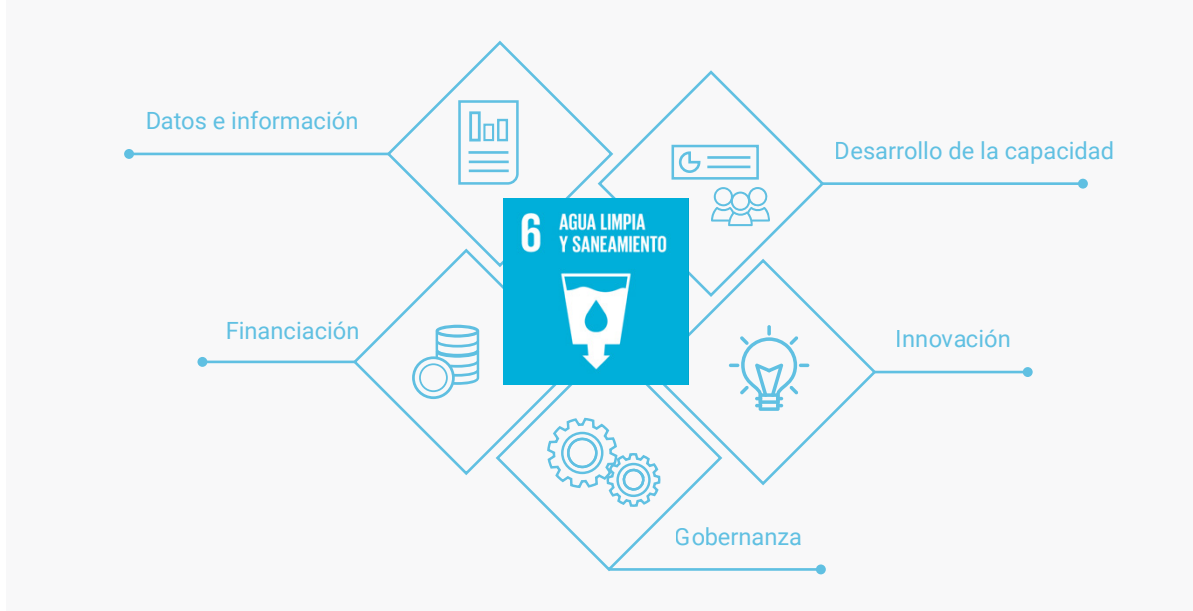 Datos e información
Desarrollo de la capacidad
6 AGUA LIMPIA
Y SANEAMIENTO
Financiación
Innovación
Gobernanza